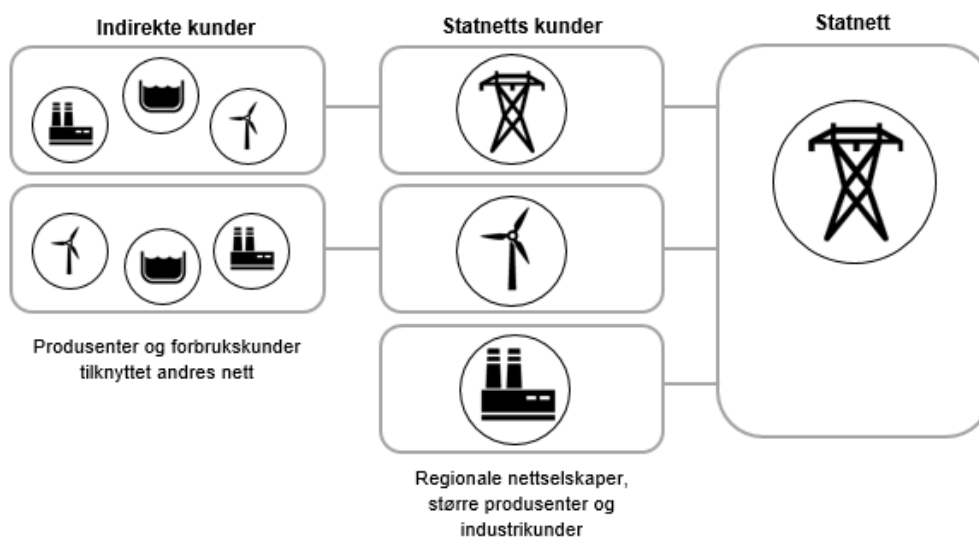 Indirekte kunder
Statnetts kunder
Statnett
Produsenter og forbrukskunder
tilknyttet andres nett
Regionale nettselskaper,
større produsenter og
industrikunder